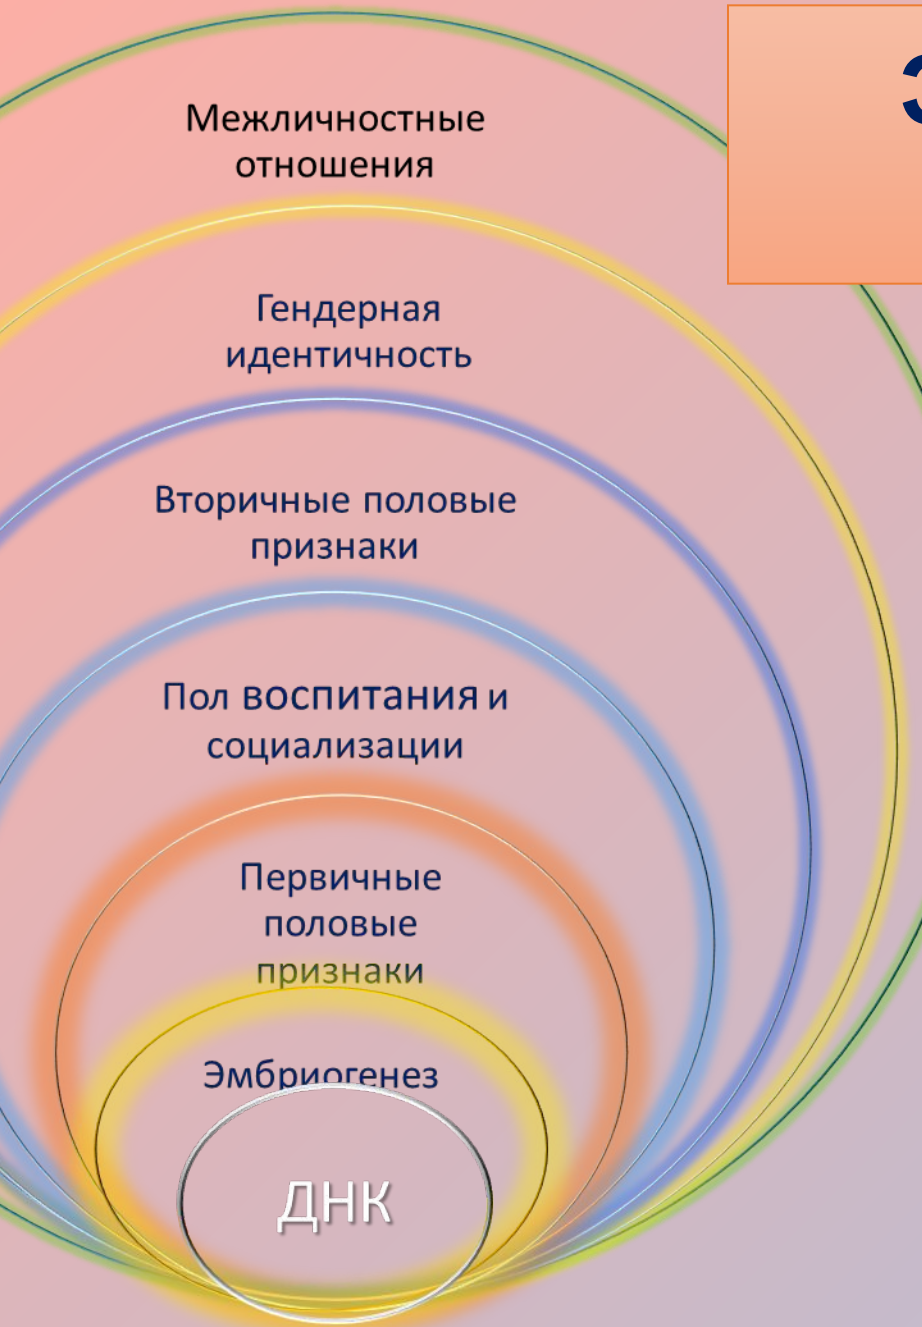 Э
Межличностные
отношения
Гендерная
идентичность
Вторичные половые
признаки
Пол воспитания и
социализации
Первичные
половые
признаки
Эмбриогенез
ДНК